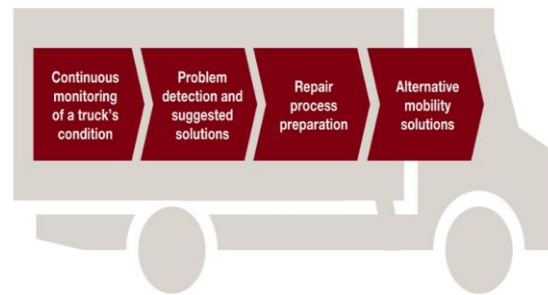 Continuous
monitoring
of a truck's
condition
Problem
detection and
suggested
solutions
Repair
process
preparation
Alternative
mobility
solutions